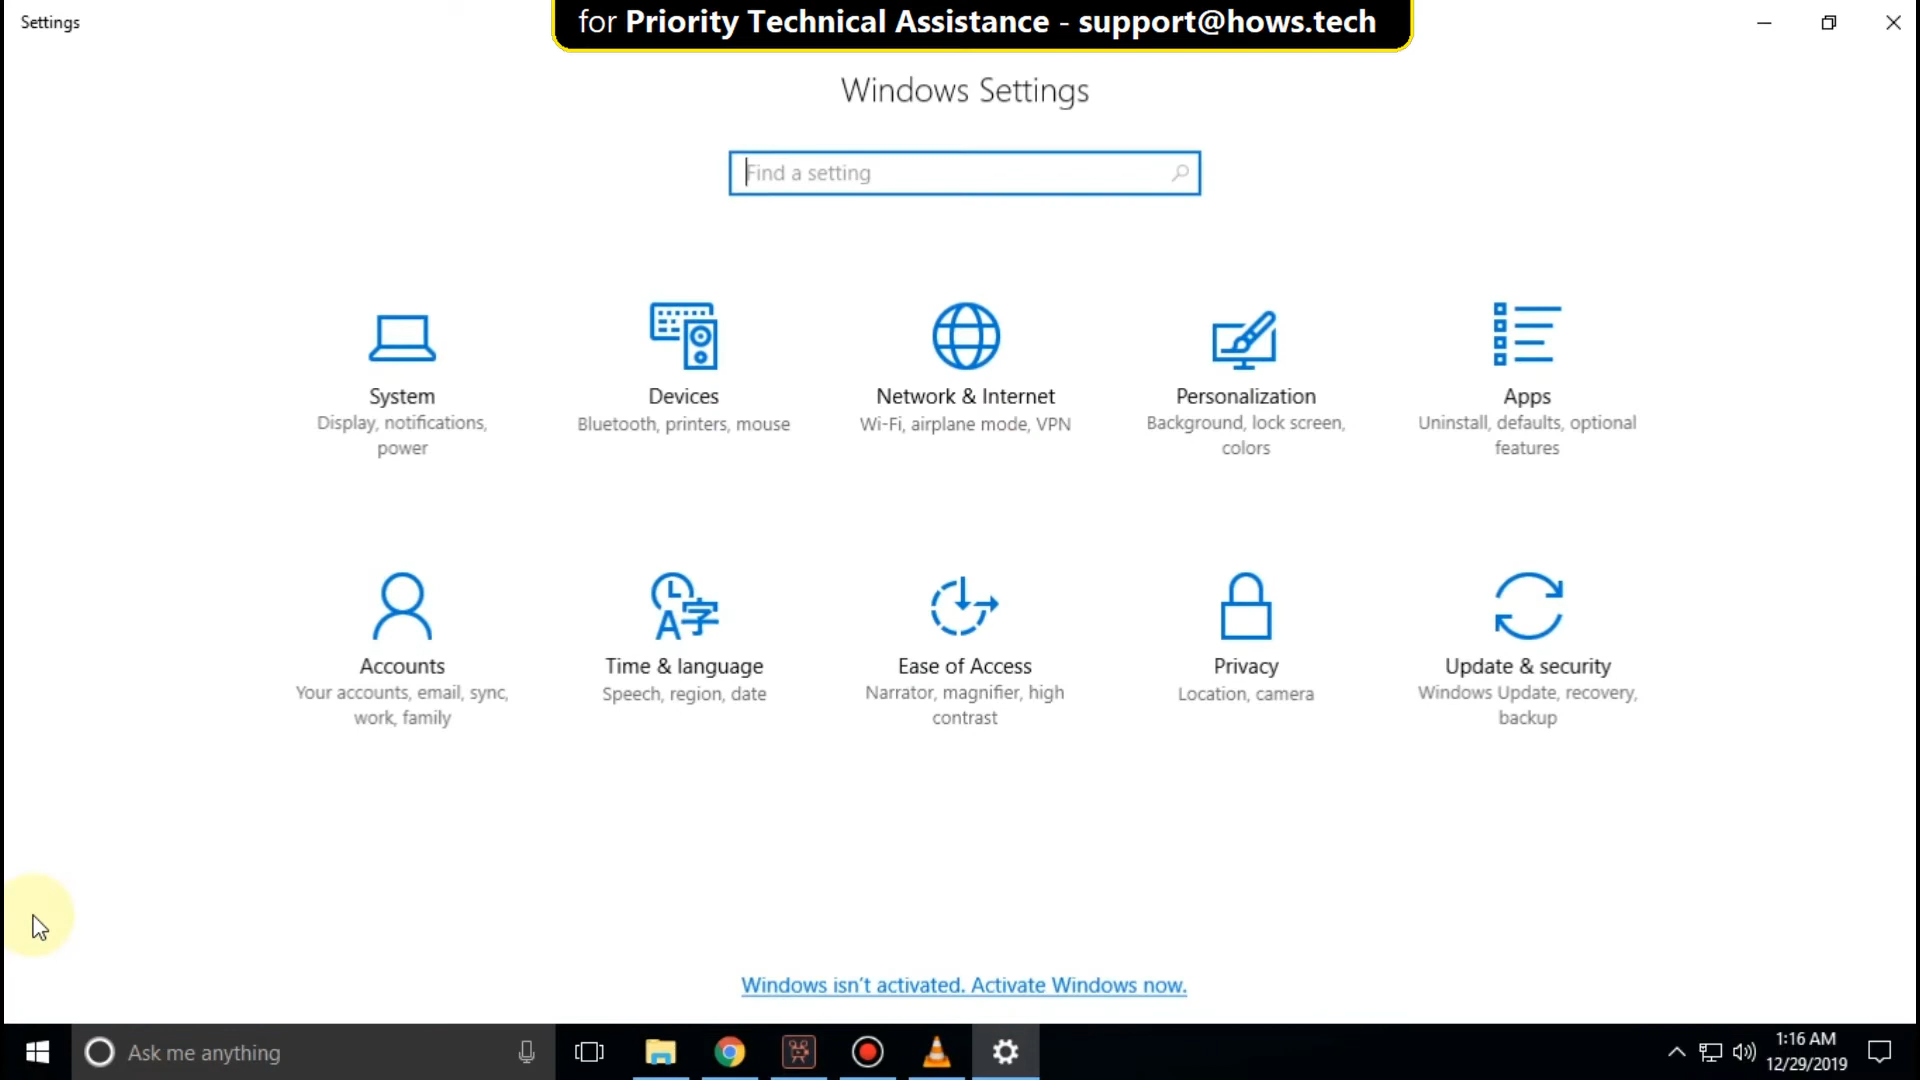 Settings
for Priority Technical Assistance - support@hows.tech
Windows Settings
Find a setting
System
Display, notifications,
power
Devices
Bluetooth, printers, mouse
Network & Internet
Wi-Fi, airplane mode, VPN
Personalization
Background, lock screen,
colors
Apps
Uninstall, defaults, optional
features
Accounts
Your accounts, email, sync,
work, family
Time & language
Speech, region, date
Ease of Access
Narrator, magnifier, high
contrast
Privacy
Location, camera
Update & security
Windows Update, recovery,
backup
Windows isn't activated. Activate Windows now.
Ask me anything
1:16 AM
12/29/2019